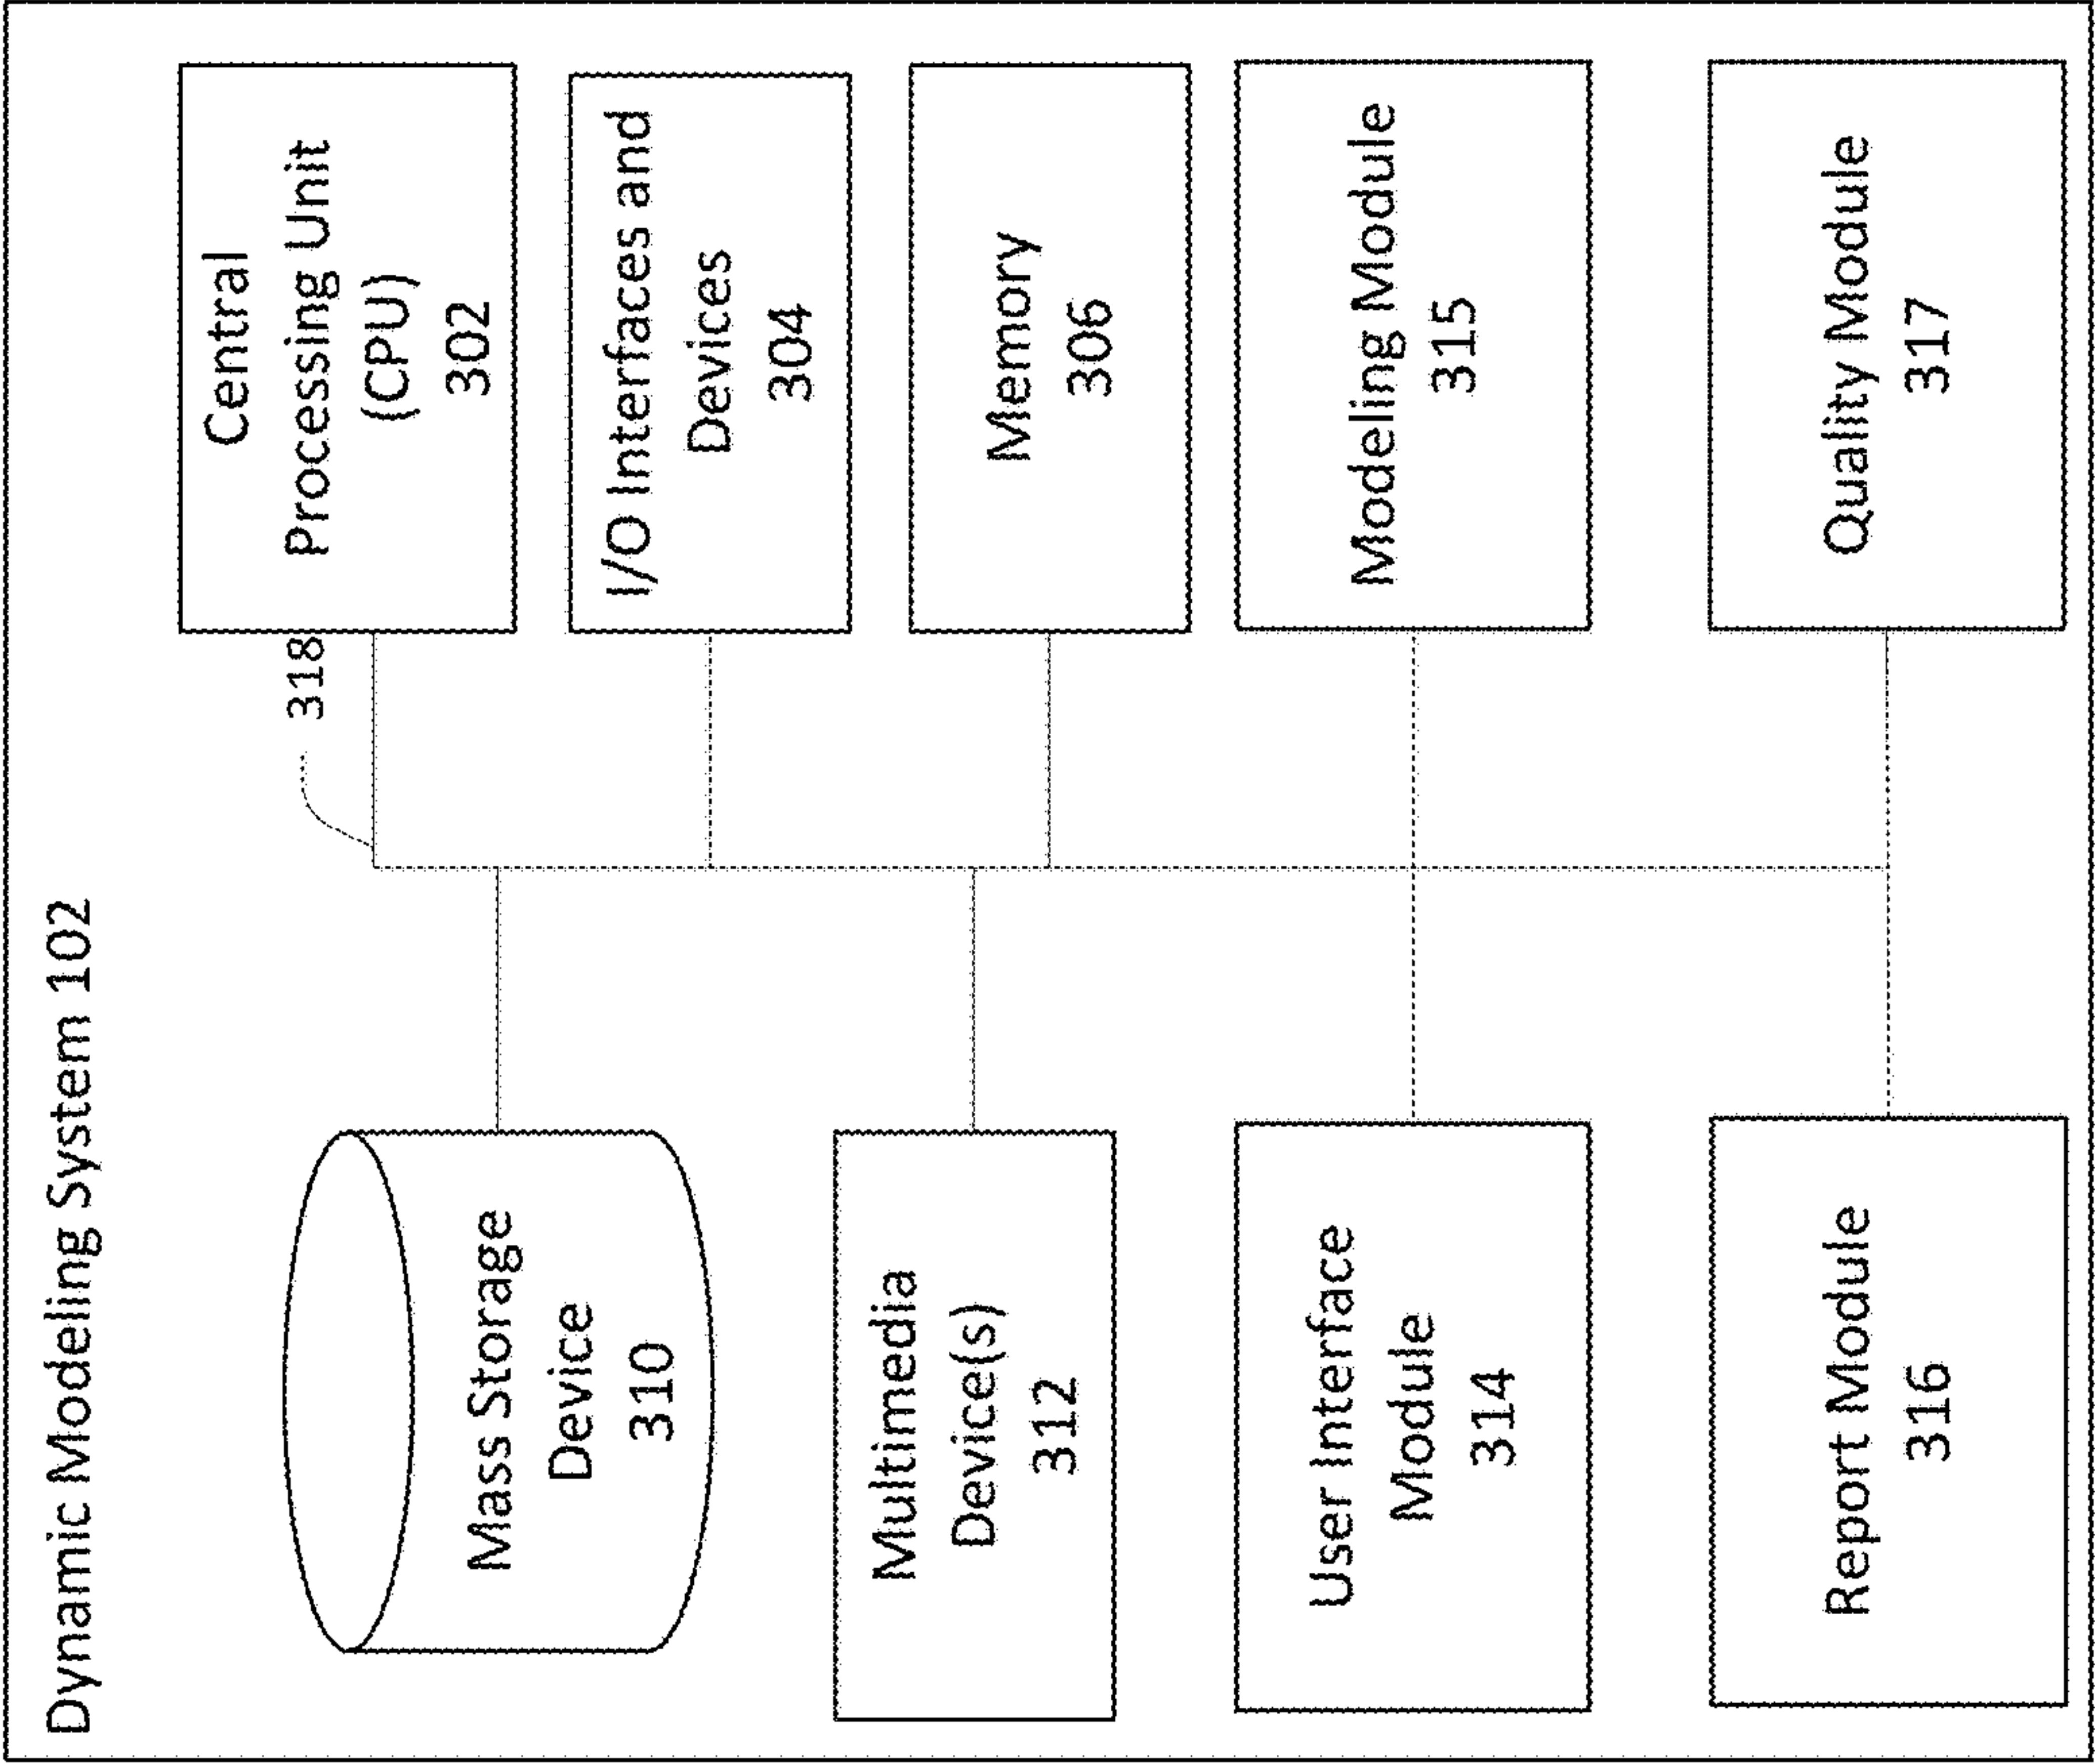 Dynamic Modeling System 102
Mass Storage
Device
310
Multimedia
Device(s)
312
User Interface
Module
314
Report Module
316
318
Central
Processing Unit
(CPU)
302
I/O Interfaces and
Devices
304
Memory
306
Modeling Module
315
Quality Module
317